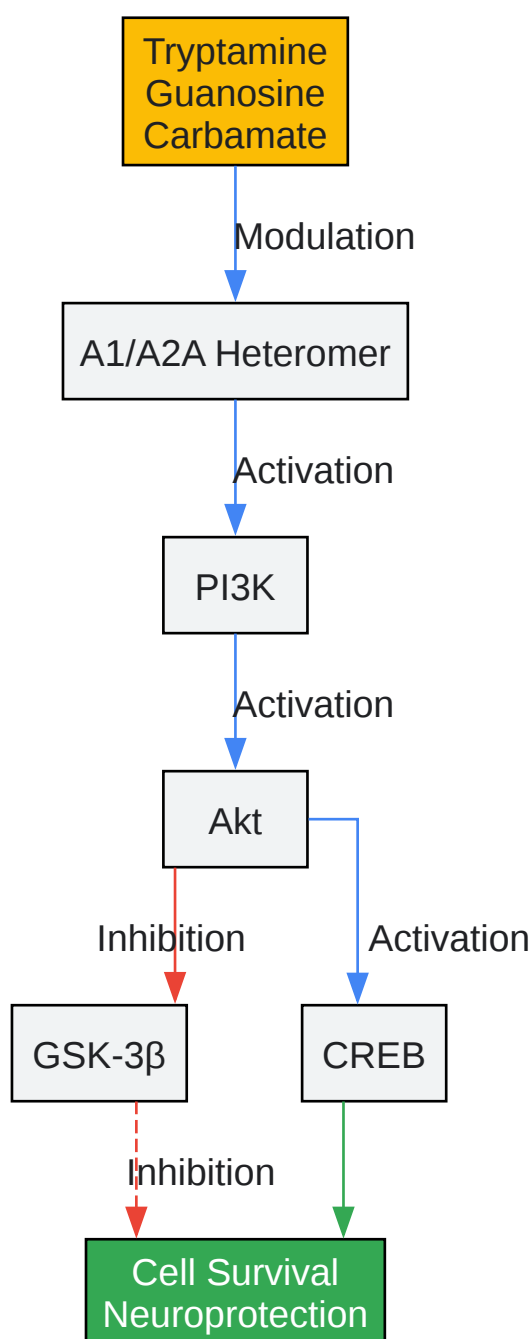 Tryptamine
Guanosine
Carbamate
Modulation
A1/A2A Heteromer
Activation
PI3K
Activation
Akt
Inhibition
Activation
GSK-3β
CREB
Inhibition
Cell Survival
Neuroprotection